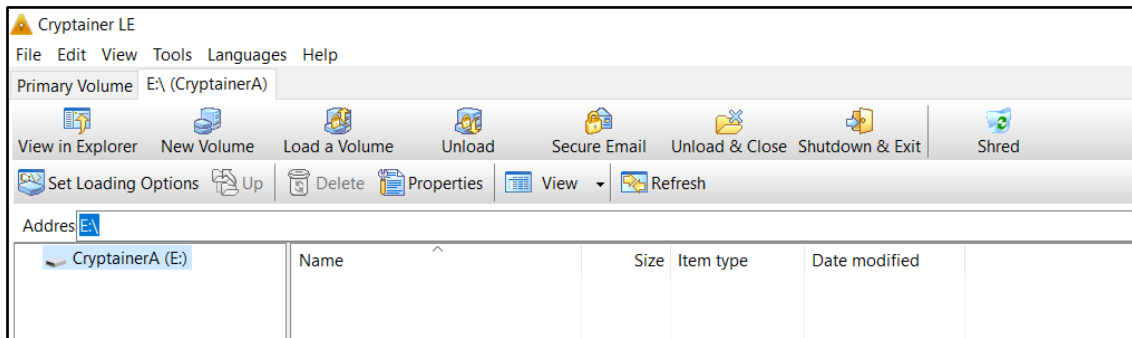 Cryptainer LE
File Edit View Tools Languages Help
Primary Volume E:\ (CryptainerA)
View in Explorer New Volume Load a Volume Unload Secure Email Unload & Close Shutdown & Exit Shred
Set Loading Options Up Delete Properties View Refresh
Addres E:\
CryptainerA (E:) Name Size Item type Date modified